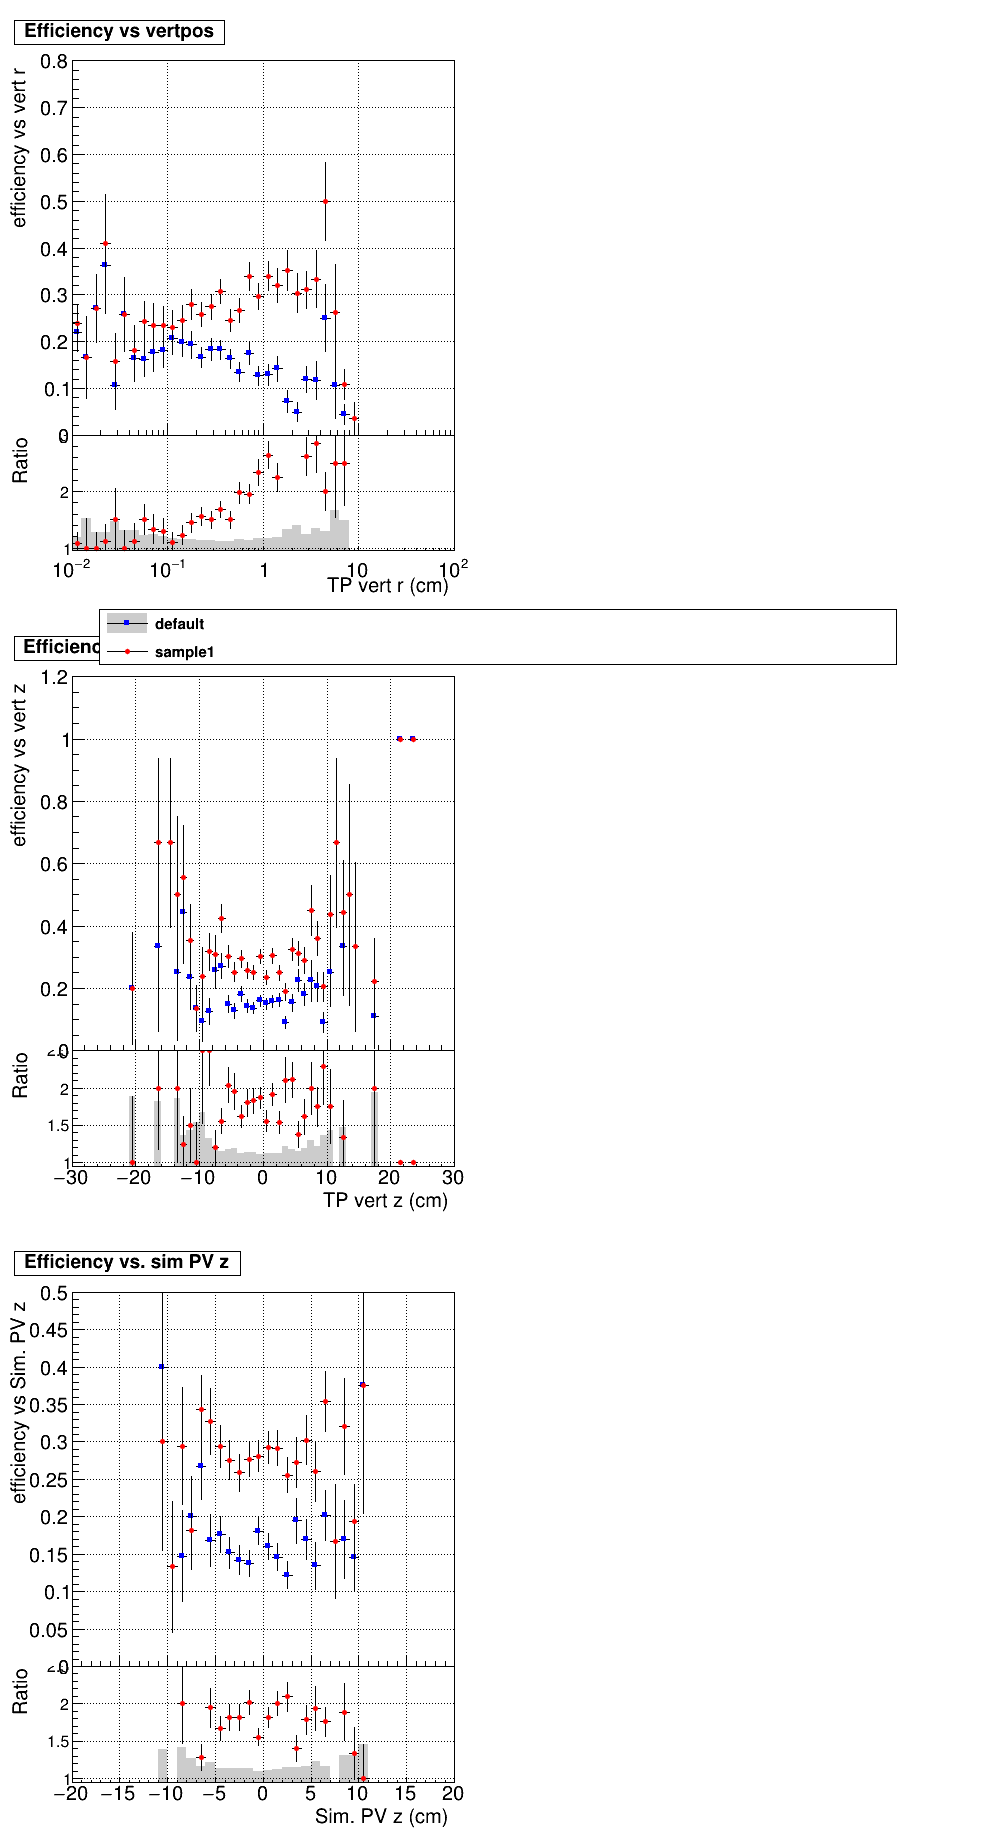 Efficiency vs vertpos
efficiency vs vert r
0.8
0.7
0.6
0.5
0.4
0.3
0.2
0.1
0
Ratio
2
1
10−2 10−1 1 10 102
TP vert r (cm)
default
sample1
Efficienc
efficiency vs vert z
1.2
1
0.8
0.6
0.4
0.2
0
Ratio
2
1.5
1
−30 −20 −10 0 10 20 30
TP vert z (cm)
Efficiency vs. sim PV z
efficiency vs Sim. PV z
0.5
0.45
0.4
0.35
0.3
0.25
0.2
0.15
0.1
0.05
0
Ratio
2
1.5
1
−20 −15 −10 −5 0 5 10 15 20
Sim. PV z (cm)